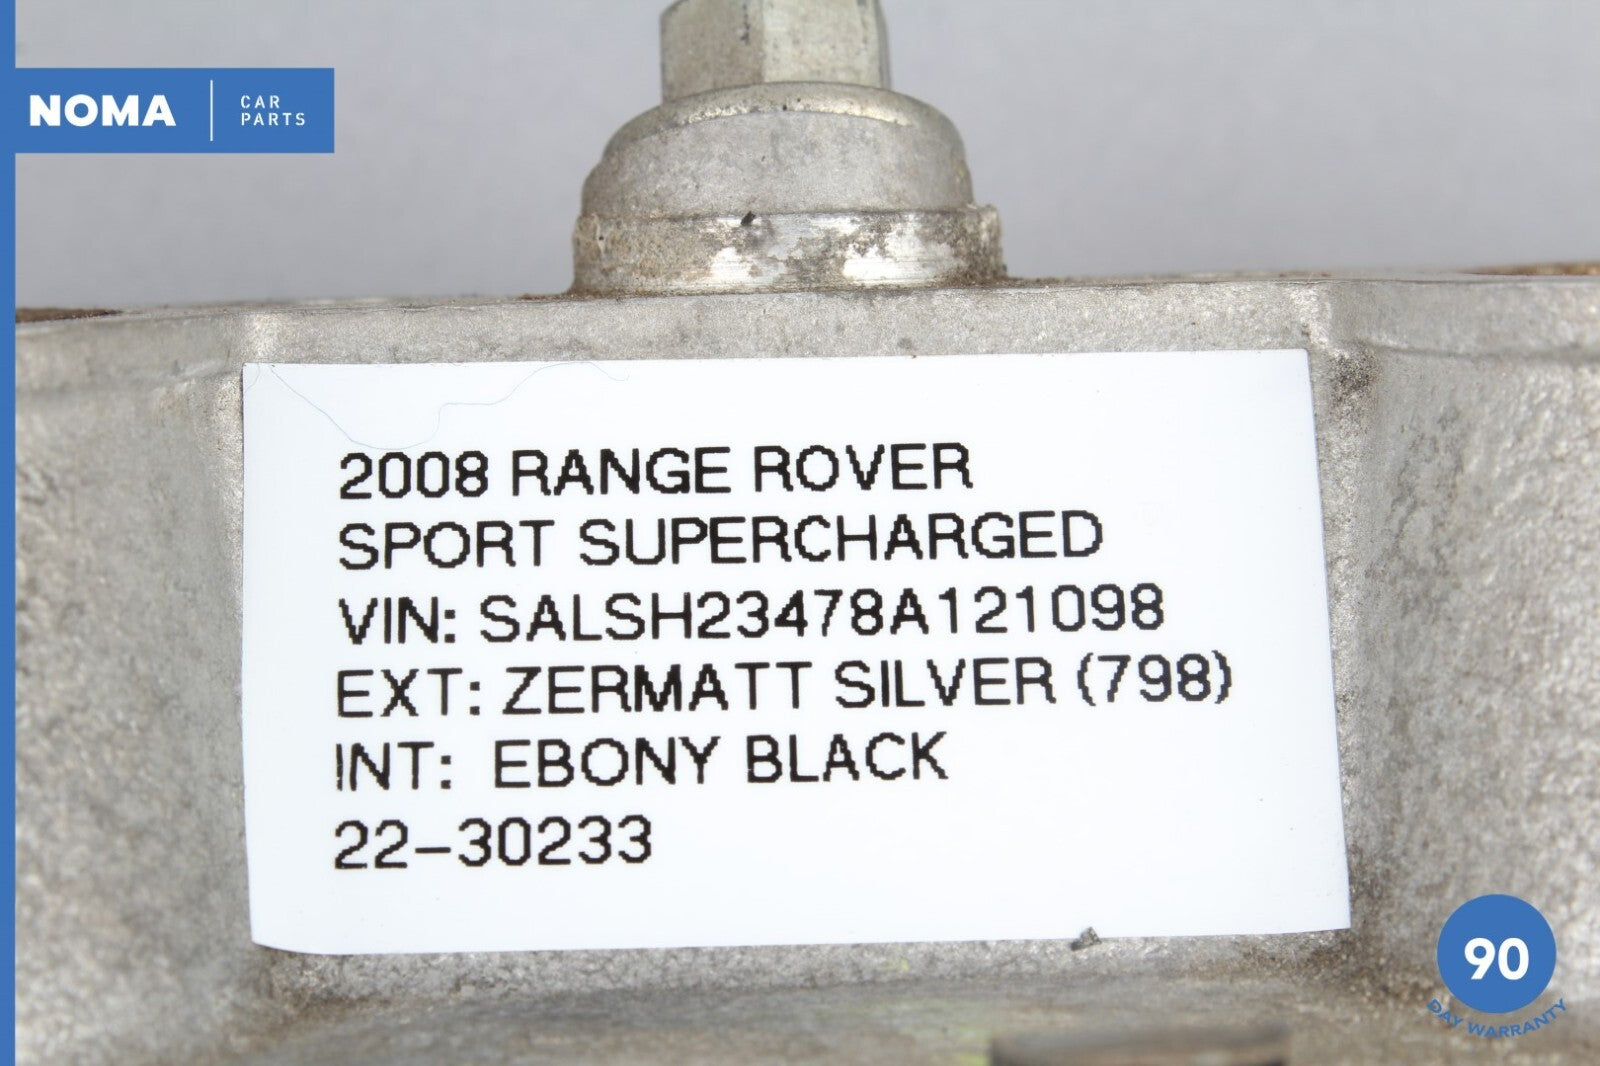 NOMA
CAR
PARTS
2008 RANGE ROVER
SPORT SUPERCHARGED
VIN: SALSH23478A121098
EXT: ZERMATT SILVER (798)
INT: EBONY BLACK
22-30233
90
DAY WARRANTY